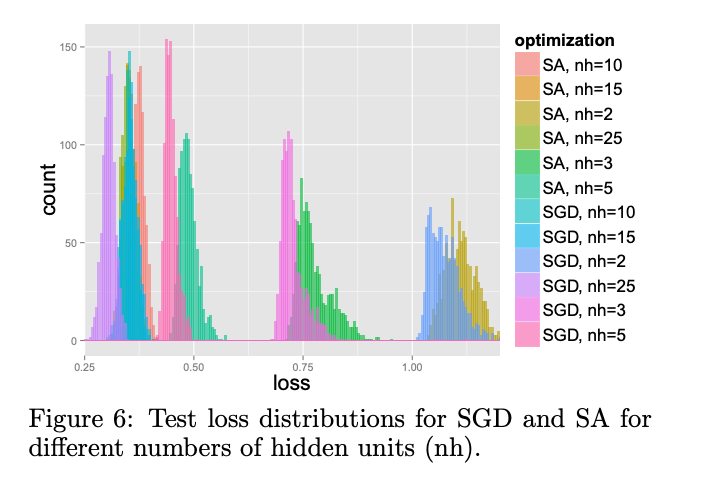 150
100
50
0
count
0.25
0.50
0.75
1.00
loss
optimization
SA, nh=10
SA, nh=15
SA, nh=2
SA, nh=25
SA, nh=3
SA, nh=5
SGD, nh=10
SGD, nh=15
SGD, nh=2
SGD, nh=25
SGD, nh=3
SGD, nh=5
Figure 6: Test loss distributions for SGD and SA for
different numbers of hidden units (nh).